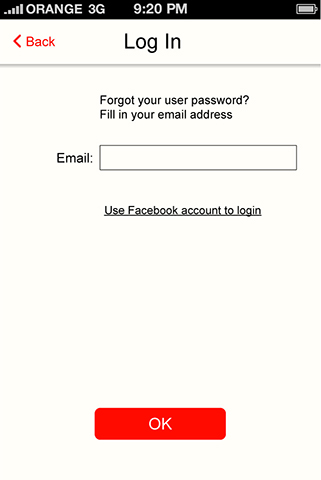 ORANGE 3G 9:20 PM
Back Log In
Forgot your user password?
Fill in your email address
Email:
Use Facebook account to login
OK